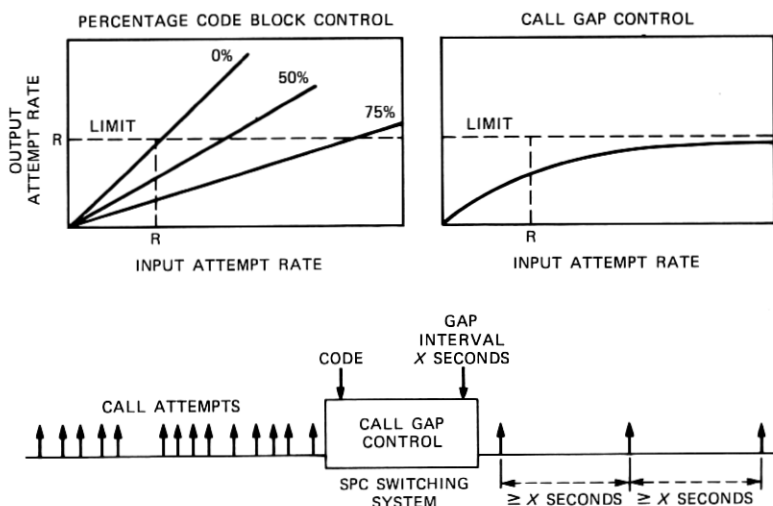 PERCENTAGE CODE BLOCK CONTROL
0%
50%
75%
LIMIT
R
OUTPUT
ATTEMPT RATE
R
INPUT ATTEMPT RATE
CALL GAP CONTROL
LIMIT
R
INPUT ATTEMPT RATE
GAP
INTERVAL
X SECONDS
CODE
CALL ATTEMPTS
CALL GAP
CONTROL
SPC SWITCHING
SYSTEM
≥ X SECONDS
≥ X SECONDS